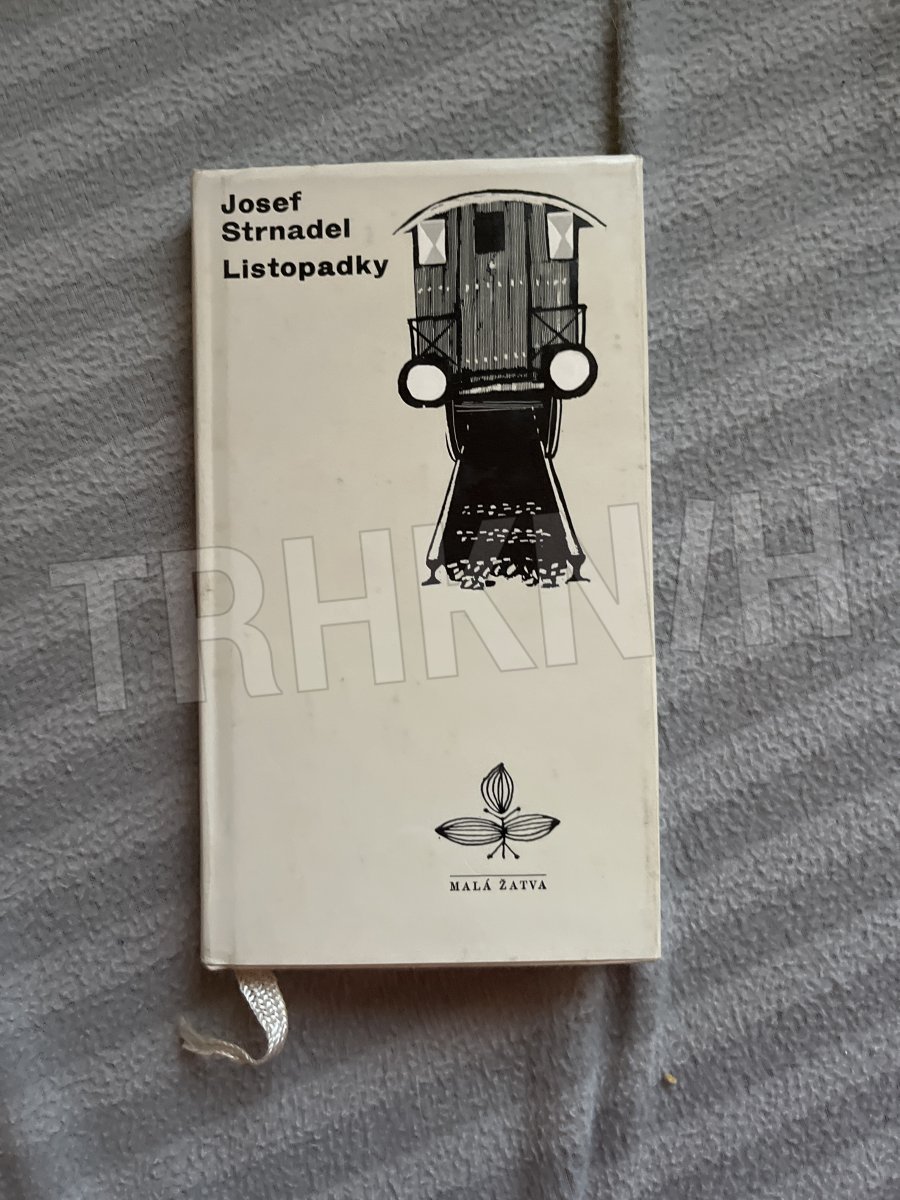 Josef
Strnadel
Listopadky
TRHKNIH
MALÁ ŽATVA